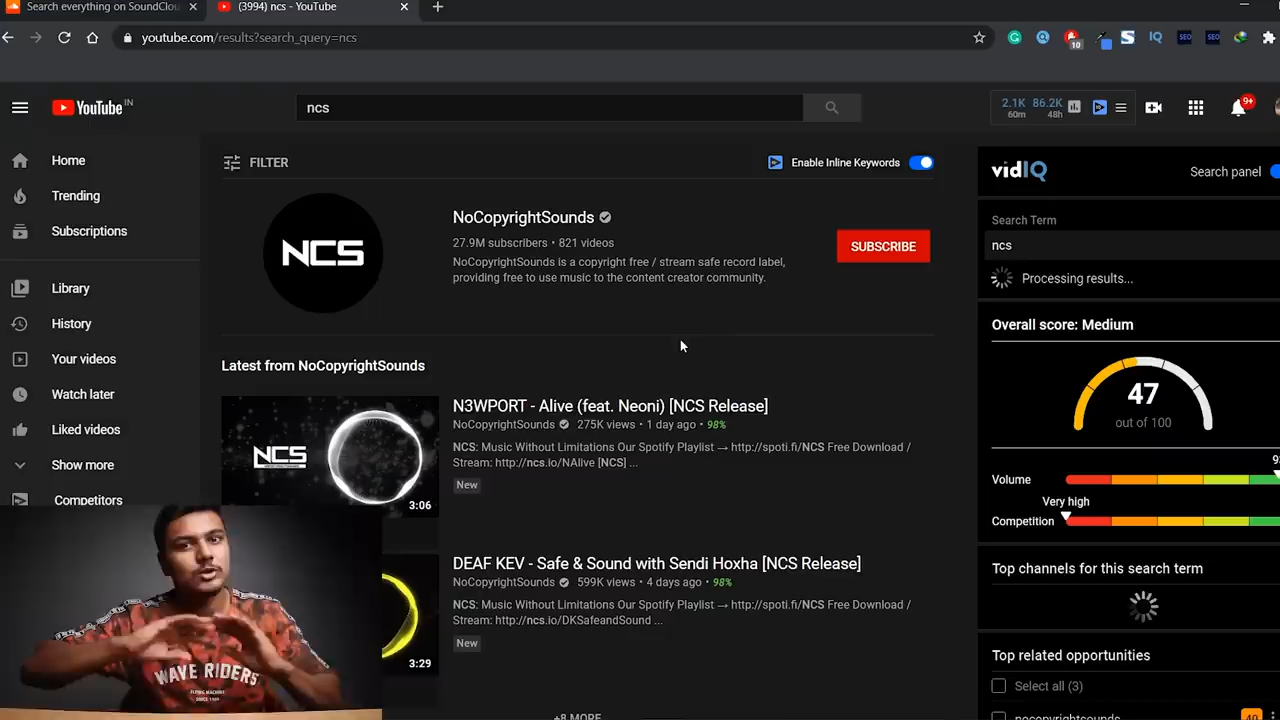 Search everything on SoundClou
(3994) ncs - YouTube
youtube.com/results?search_query=ncs
10
IQ
SEO
SEO
YouTube IN
ncs
2.1K 86.2K
60m 48h
9+
Home
Trending
Subscriptions
Library
History
Your videos
Watch later
Liked videos
Show more
Competitors
FILTER
Enable Inline Keywords
NCS
NoCopyrightSounds
27.9M subscribers • 821 videos
NoCopyrightSounds is a copyright free / stream safe record label,
providing free to use music to the content creator community.
SUBSCRIBE
Latest from NoCopyrightSounds
NCS
3:06
N3WPORT - Alive (feat. Neoni) [NCS Release]
NoCopyrightSounds 275K views • 1 day ago • 98%
NCS: Music Without Limitations Our Spotify Playlist → http://spoti.fi/NCS Free Download /
Stream: http://ncs.io/NAlive [NCS] ...
New
3:29
DEAF KEV - Safe & Sound with Sendi Hoxha [NCS Release]
NoCopyrightSounds 599K views • 4 days ago • 98%
NCS: Music Without Limitations Our Spotify Playlist → http://spoti.fi/NCS Free Download /
Stream: http://ncs.io/DKSafeandSound ...
New
+8 MORE
vidIQ
Search panel
Search Term
ncs
Processing results...
Overall score: Medium
47
out of 100
Volume
Very high
Competition
Top channels for this search term
Top related opportunities
Select all (3)
nocopyrightsounds
WAVE RIDERS
FLYING MACHINE